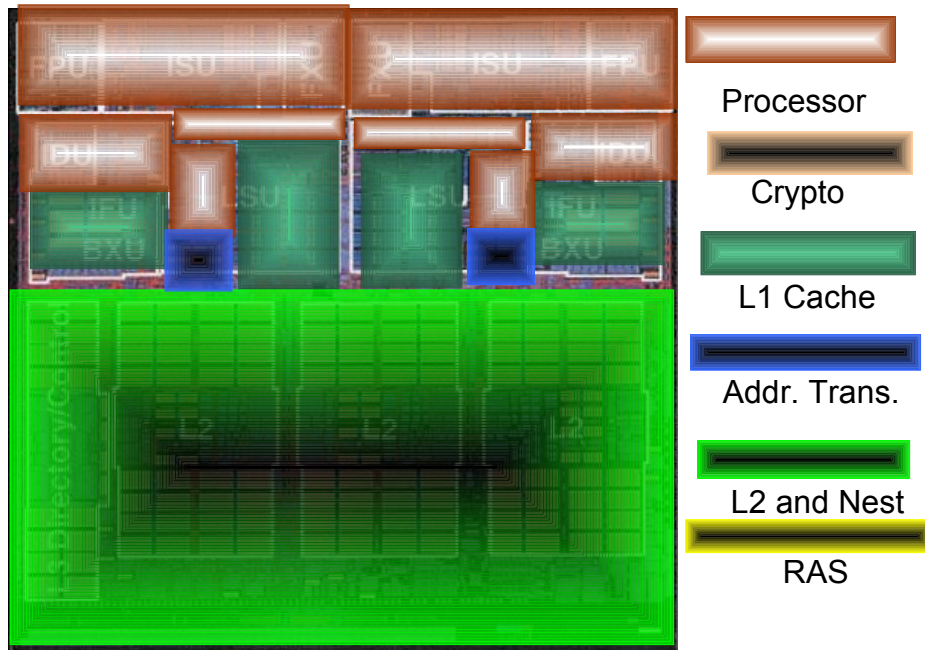 FPU ISU FXU FXU ISU FPU
Processor
IDU LSU LSU IDU
Crypto
IFU IFU
BXU BXU
L1 Cache
L3 Directory/Control
Addr. Trans.
L2 L2 L2
L2 and Nest
RAS